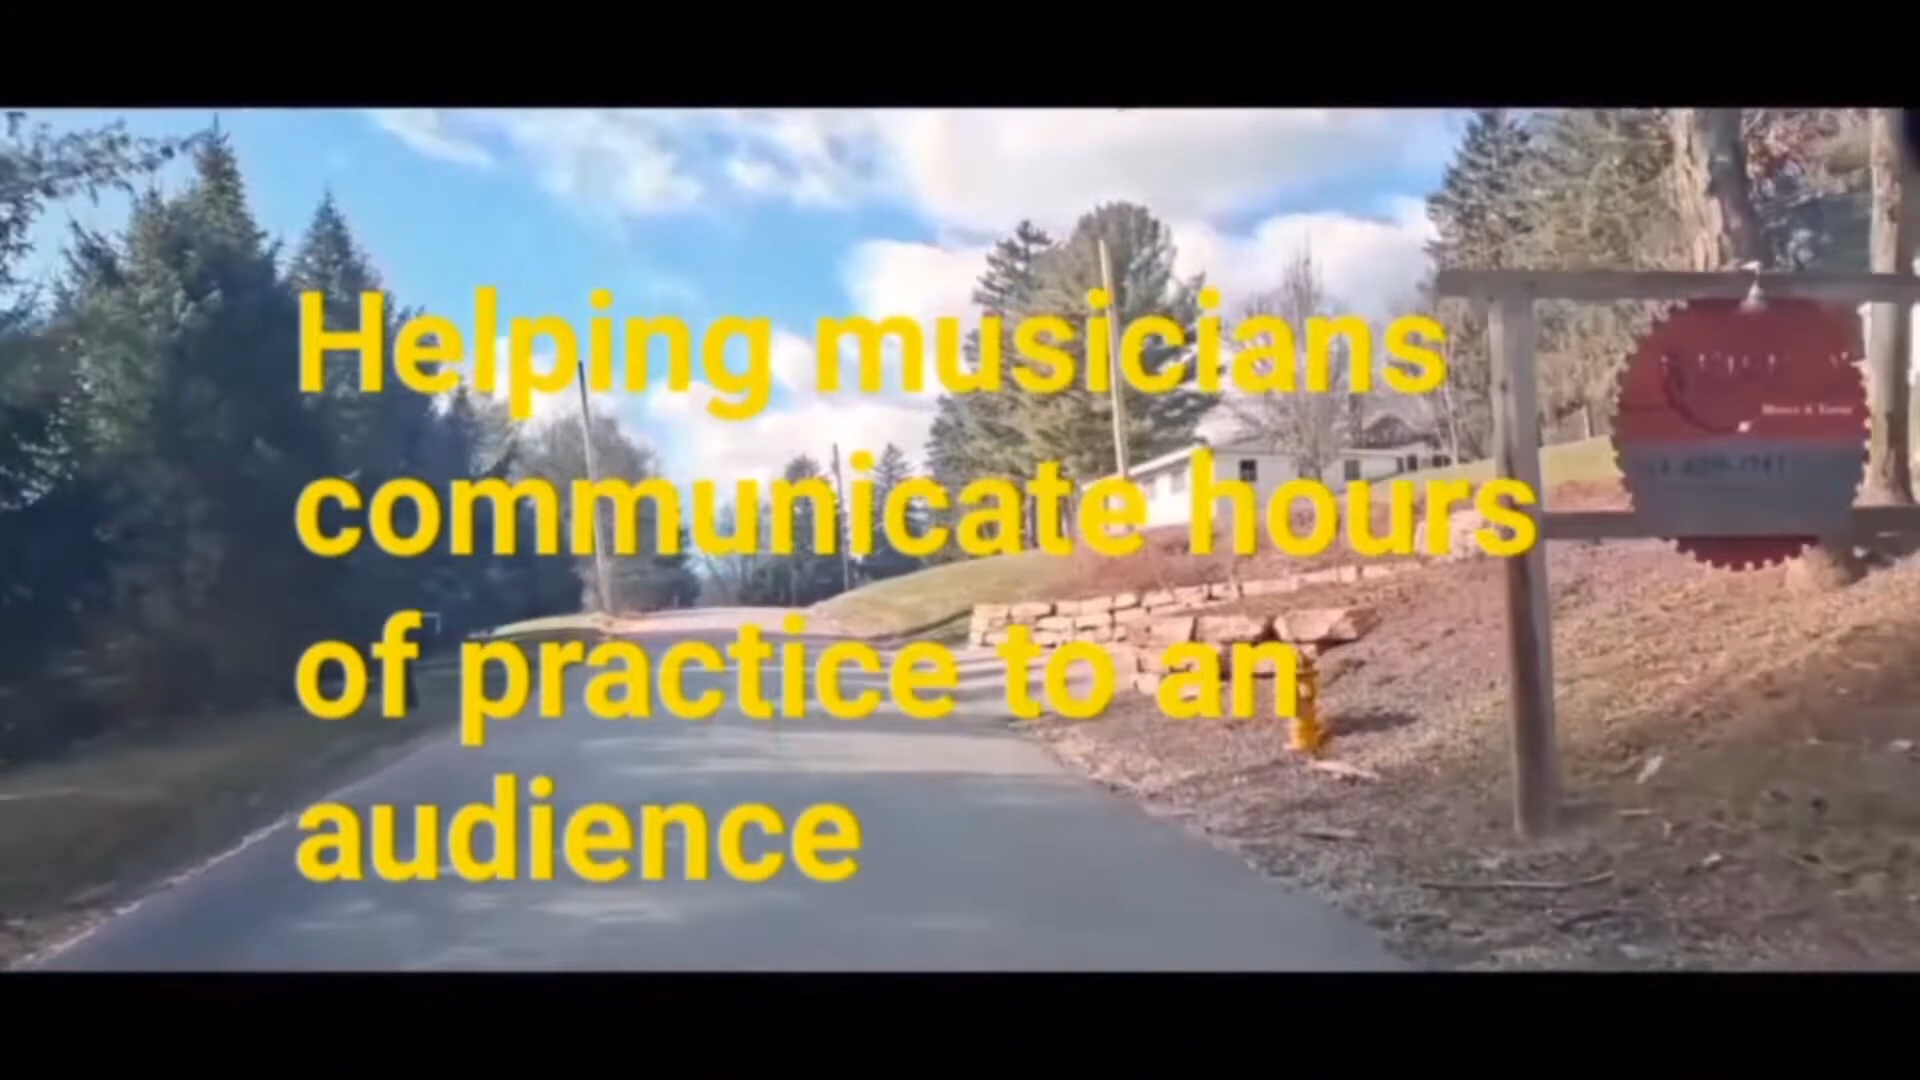 Helping musicians
communicate hours
of practice to an
audience